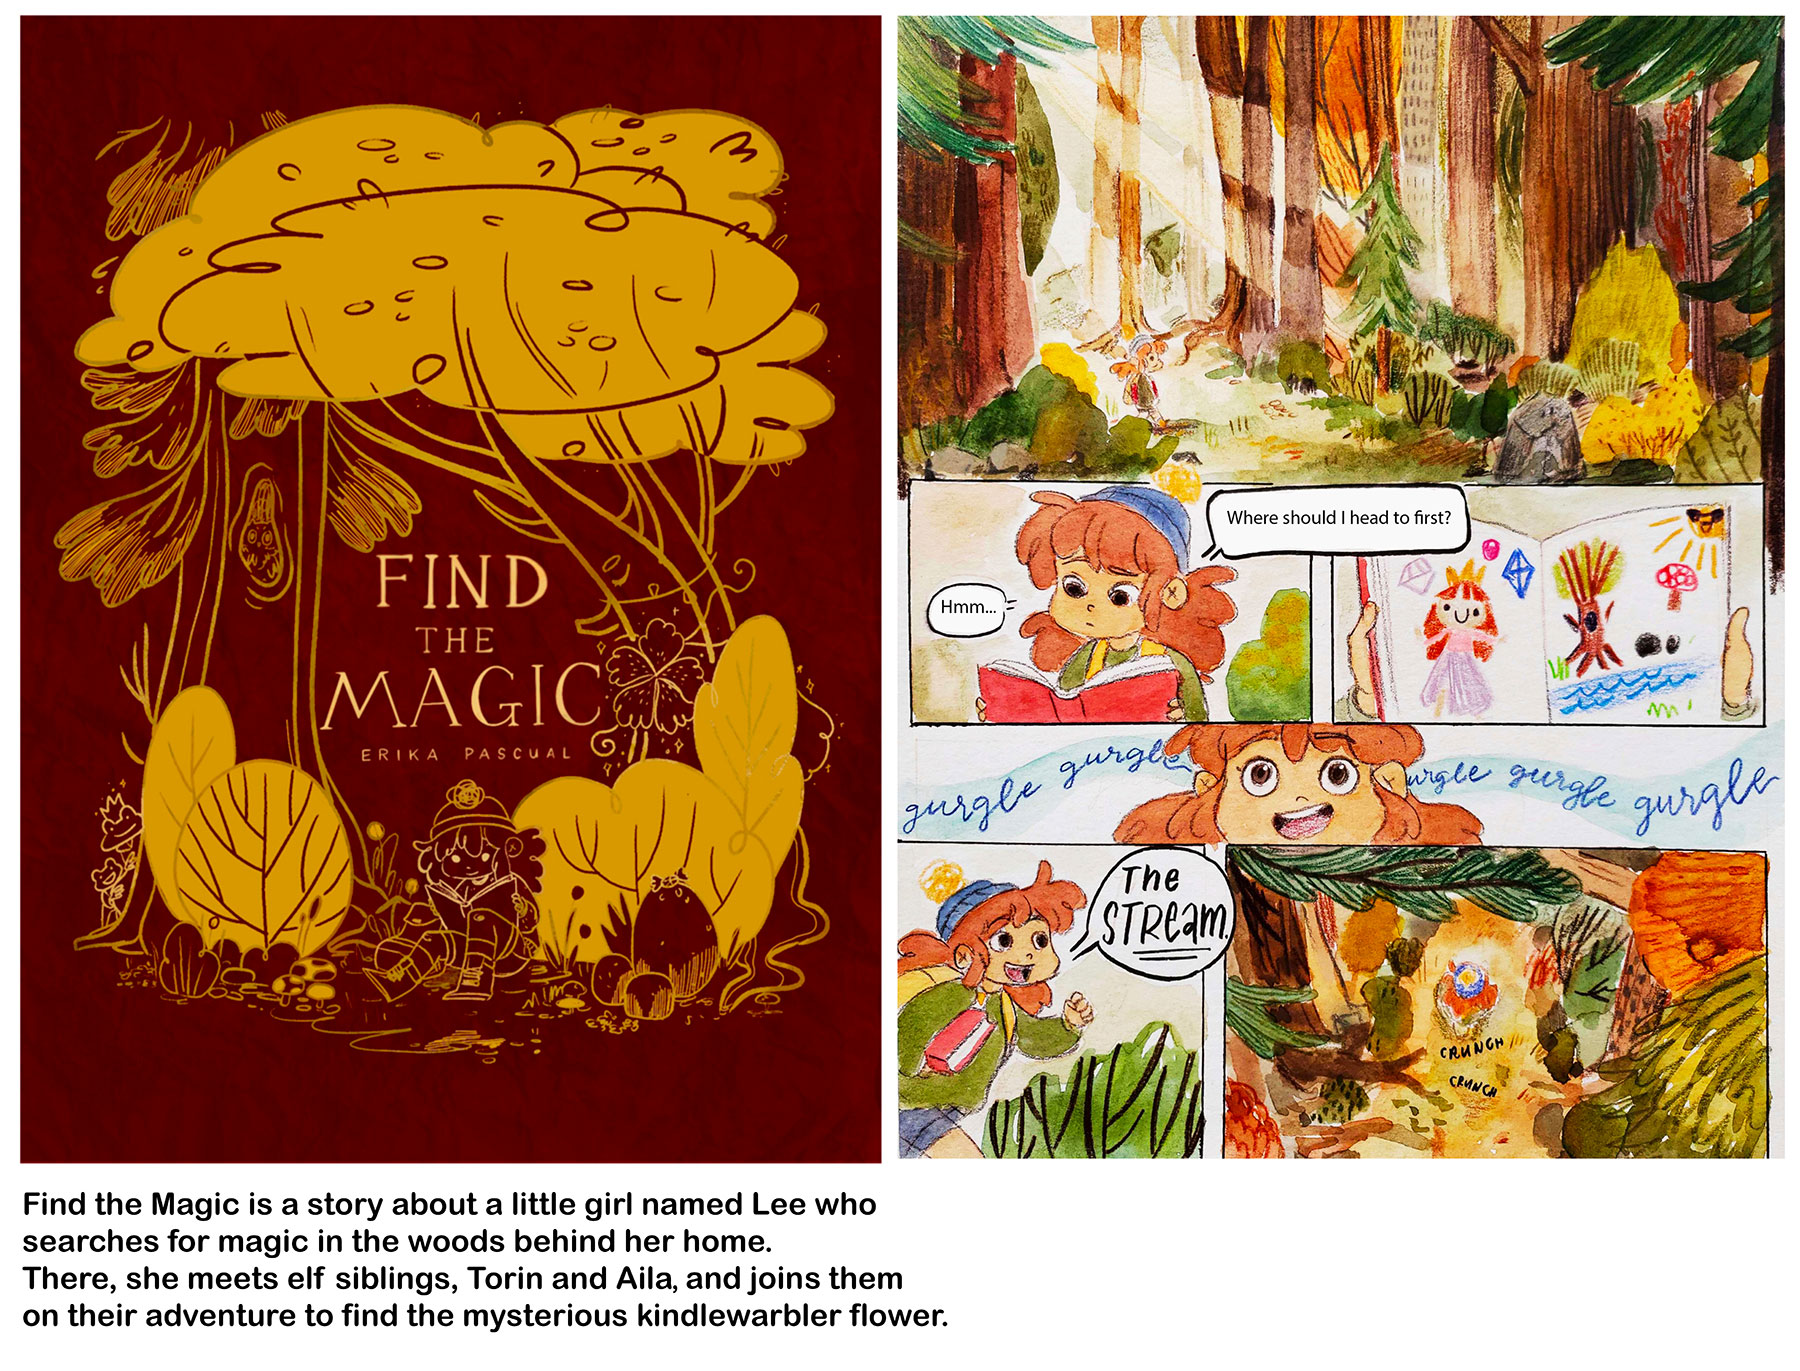 FIND
THE
MAGIC
ERIKA PASCUAL
Where should I head to first?
Hmm...
gurgle gurgle urgle gurgle gurgle
The
STReam.
CRUNCH
CRUNCH
Find the Magic is a story about a little girl named Lee who
searches for magic in the woods behind her home.
There, she meets elf siblings, Torin and Aila, and joins them
on their adventure to find the mysterious kindlewarbler flower.